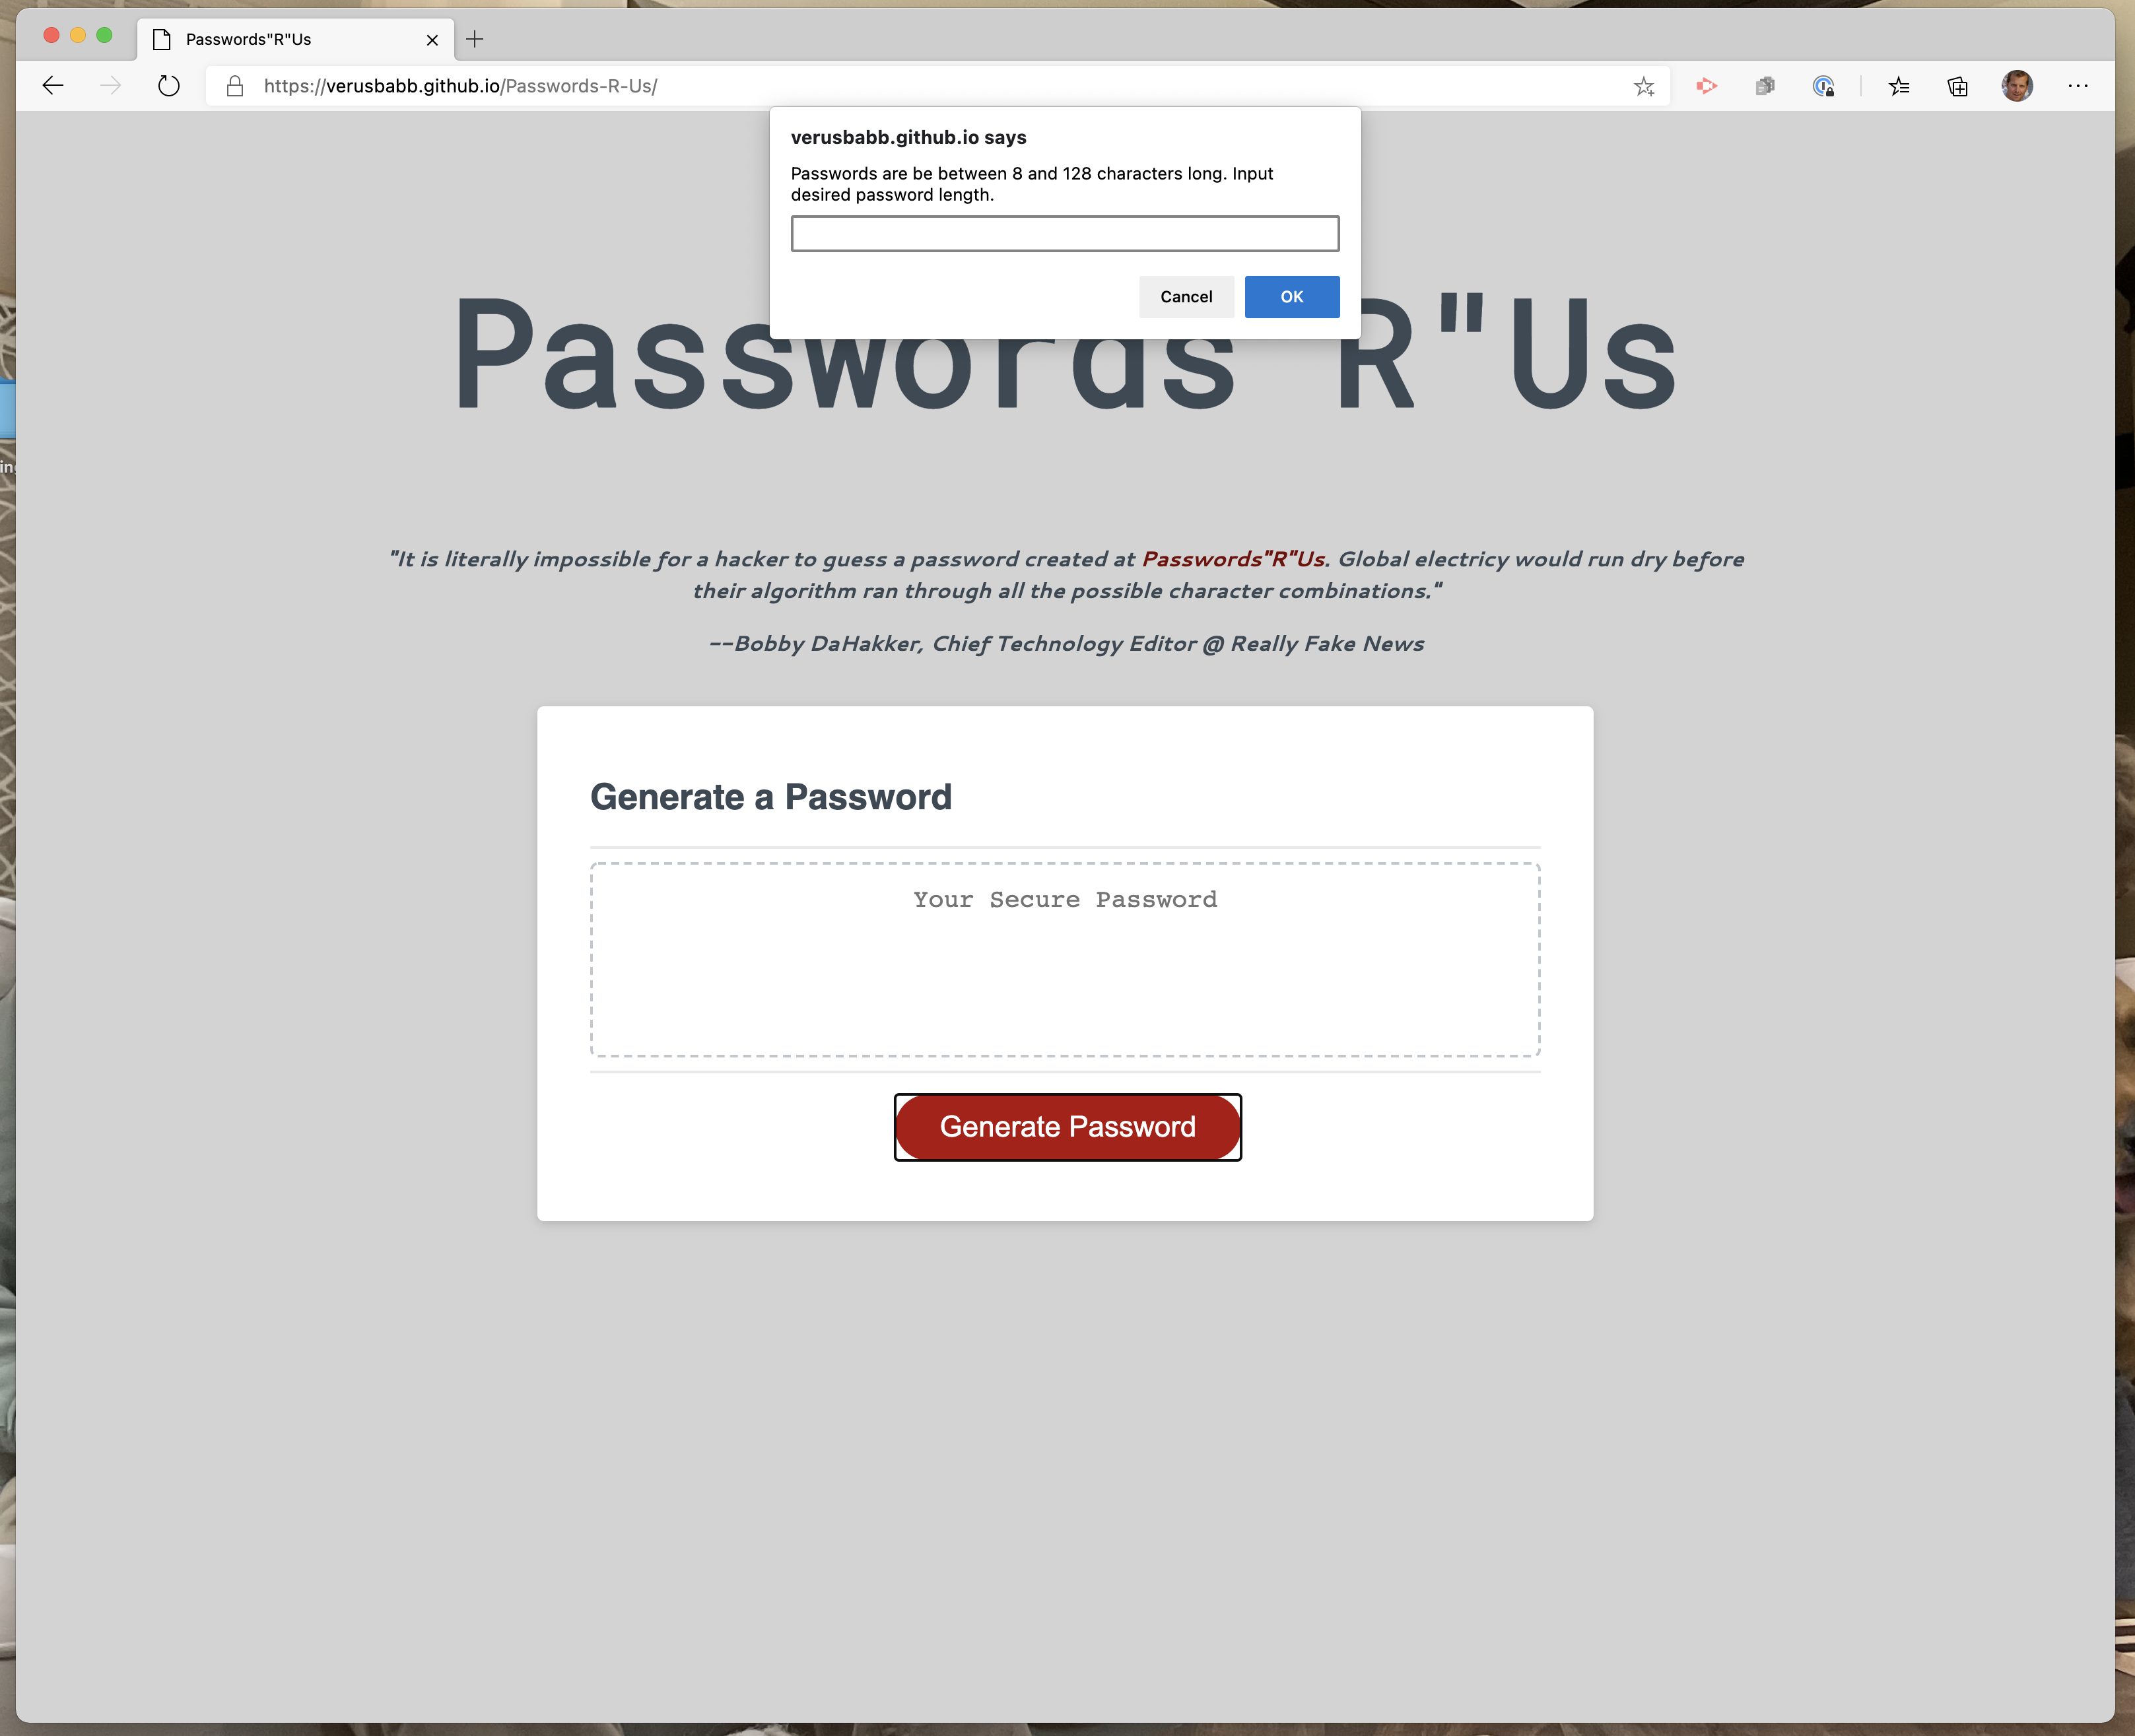 Passwords"R"Us
https://verusbabb.github.io/Passwords-R-Us/
verusbabb.github.io says
Passwords are be between 8 and 128 characters long. Input
desired password length.
Cancel
OK
Passwords R"Us
"It is literally impossible for a hacker to guess a password created at Passwords"R"Us. Global electricy would run dry before
their algorithm ran through all the possible character combinations."
--Bobby DaHakker, Chief Technology Editor @ Really Fake News
Generate a Password
Your Secure Password
Generate Password